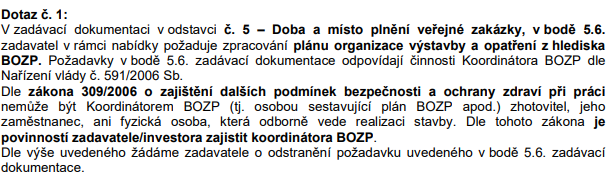 Dotaz č. 1:
V zadávací dokumentaci v odstavci č. 5 – Doba a místo plnění veřejné zakázky, v bodě 5.6.
zadavatel v rámci nabídky požaduje zpracování plánu organizace výstavby a opatření z hlediska
BOZP. Požadavky v bodě 5.6. zadávací dokumentace odpovídají činnosti Koordinátora BOZP dle
Nařízení vlády č. 591/2006 Sb.
Dle zákona 309/2006 o zajištění dalších podmínek bezpečnosti a ochrany zdraví při práci
nemůže být Koordinátorem BOZP (tj. osobou sestavující plán BOZP apod.) zhotovitel, jeho
zaměstnanec, ani fyzická osoba, která odborně vede realizaci stavby. Dle tohoto zákona je
povinností zadavatele/investora zajistit koordinátora BOZP.
Dle výše uvedeného žádáme zadavatele o odstranění požadavku uvedeného v bodě 5.6. zadávací
dokumentace.